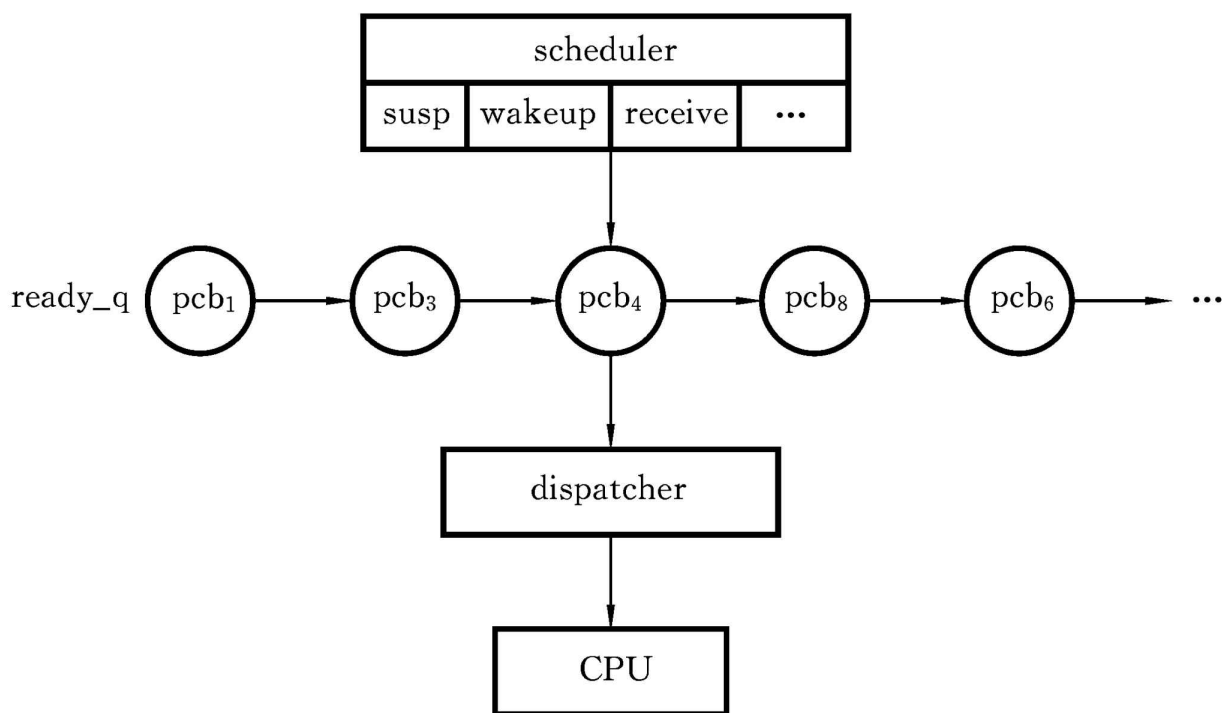 scheduler
susp wakeup receive ...
ready_q pcb₁ pcb₃ pcb₄ pcb₈ pcb₆ ...
dispatcher
CPU